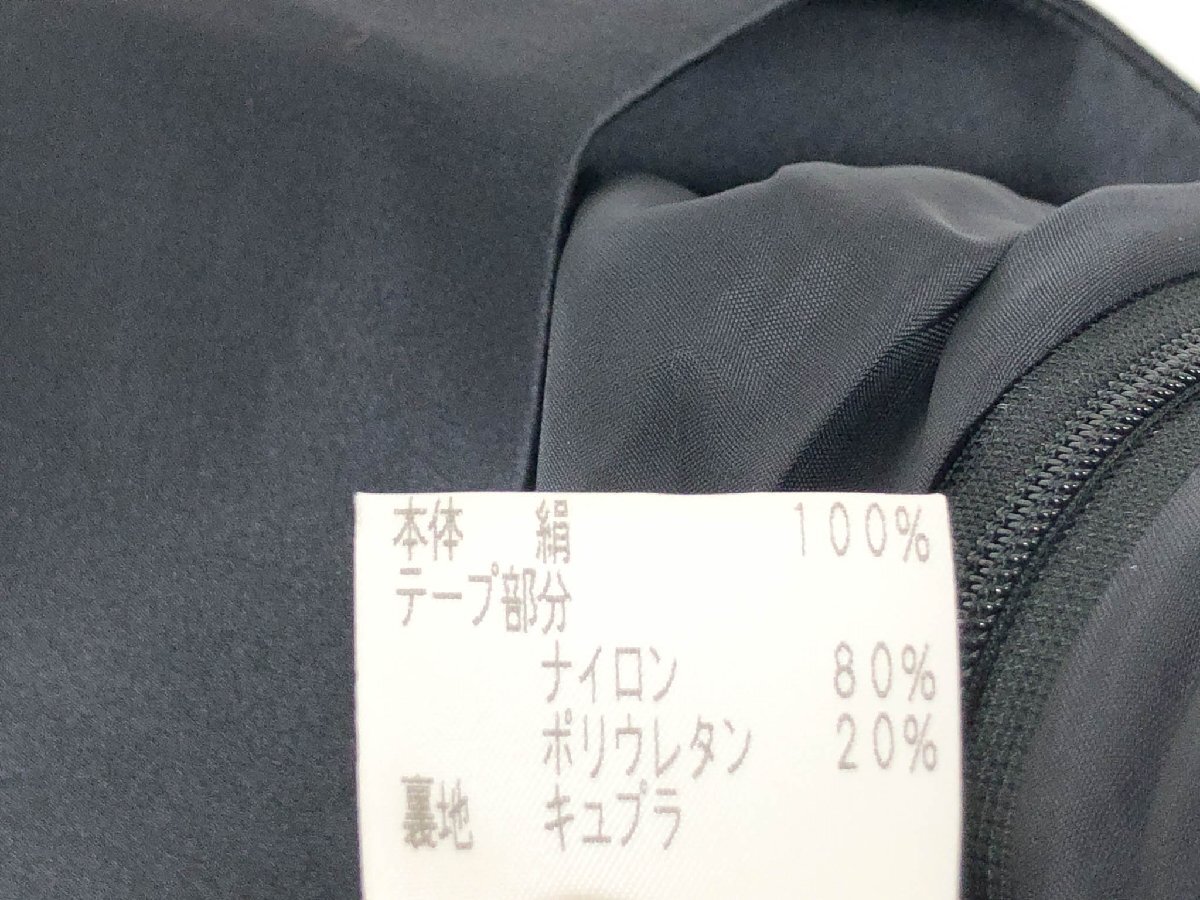 本体 絹 100%
テープ部分
ナイロン 80%
ポリウレタン 20%
裏地 キュプラ